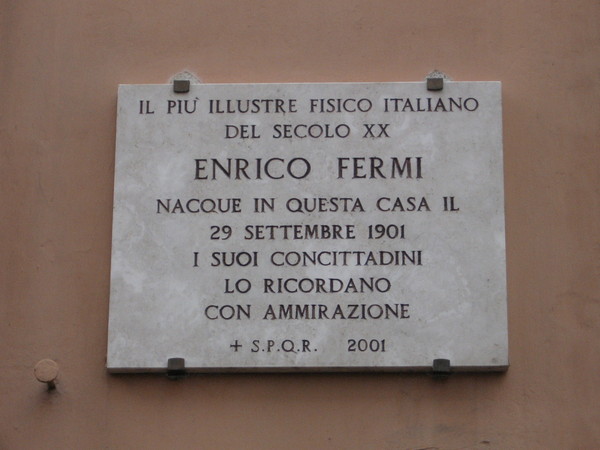 IL PIU' ILLUSTRE FISICO ITALIANO
DEL SECOLO XX
ENRICO FERMI
NACQUE IN QUESTA CASA IL
29 SETTEMBRE 1901
I SUOI CONCITTADINI
LO RICORDANO
CON AMMIRAZIONE
+ S.P.Q.R. 2001